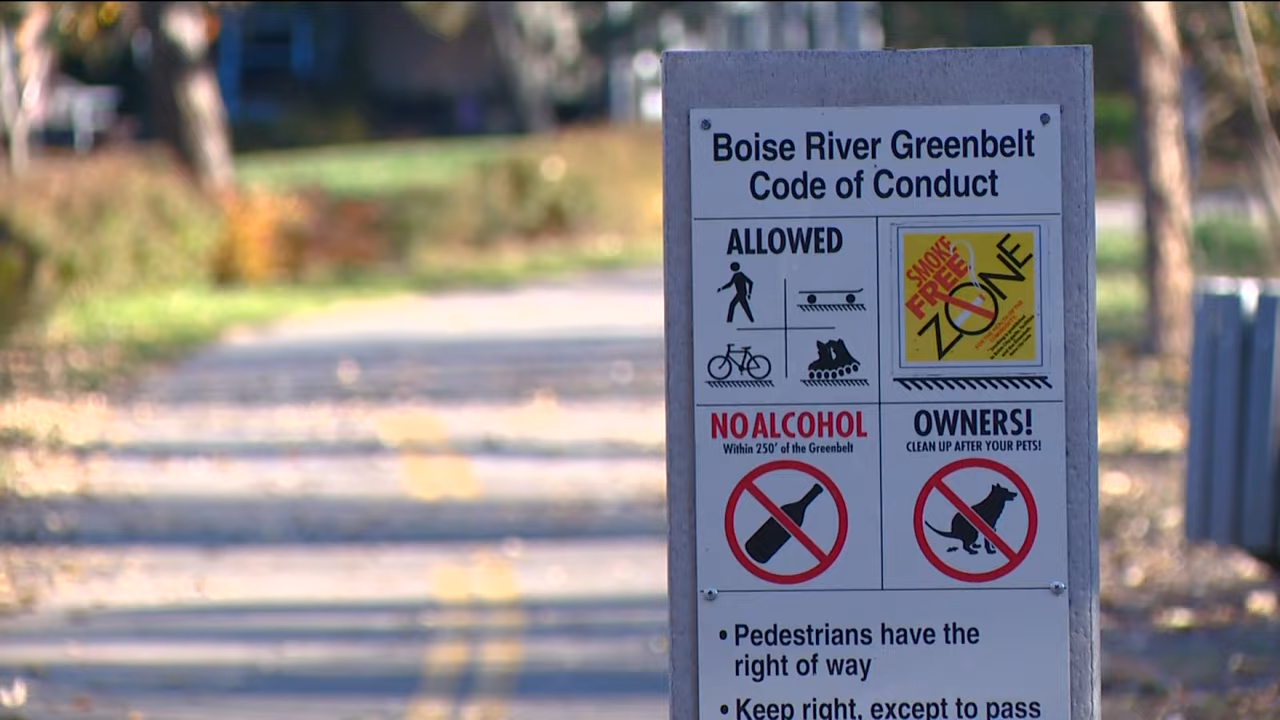 Boise River Greenbelt
Code of Conduct
ALLOWED
SMOKE
FREE
ZONE
NO ALCOHOL
Within 250' of the Greenbelt
OWNERS!
CLEAN UP AFTER YOUR PETS!
• Pedestrians have the
right of way
• Keep right, except to pass